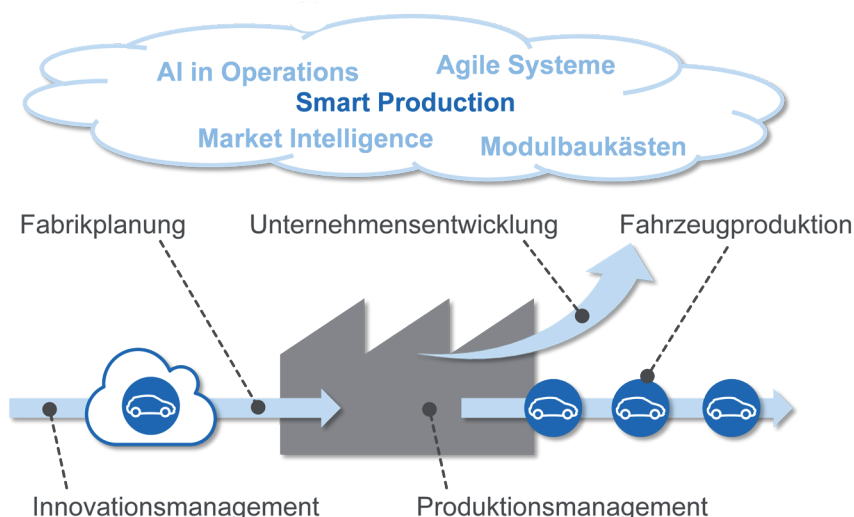 AI in Operations
Agile Systeme
Smart Production
Market Intelligence
Modulbaukästen
Fabrikplanung
Unternehmensentwicklung
Fahrzeugproduktion
Innovationsmanagement
Produktionsmanagement